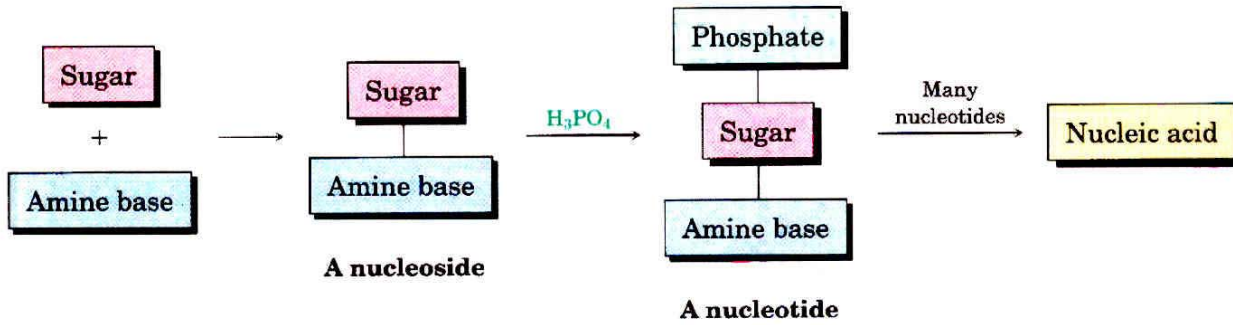 Sugar
+
Amine base
Sugar
Amine base
A nucleoside
H₃PO₄
Phosphate
Sugar
Amine base
A nucleotide
Many
nucleotides
Nucleic acid